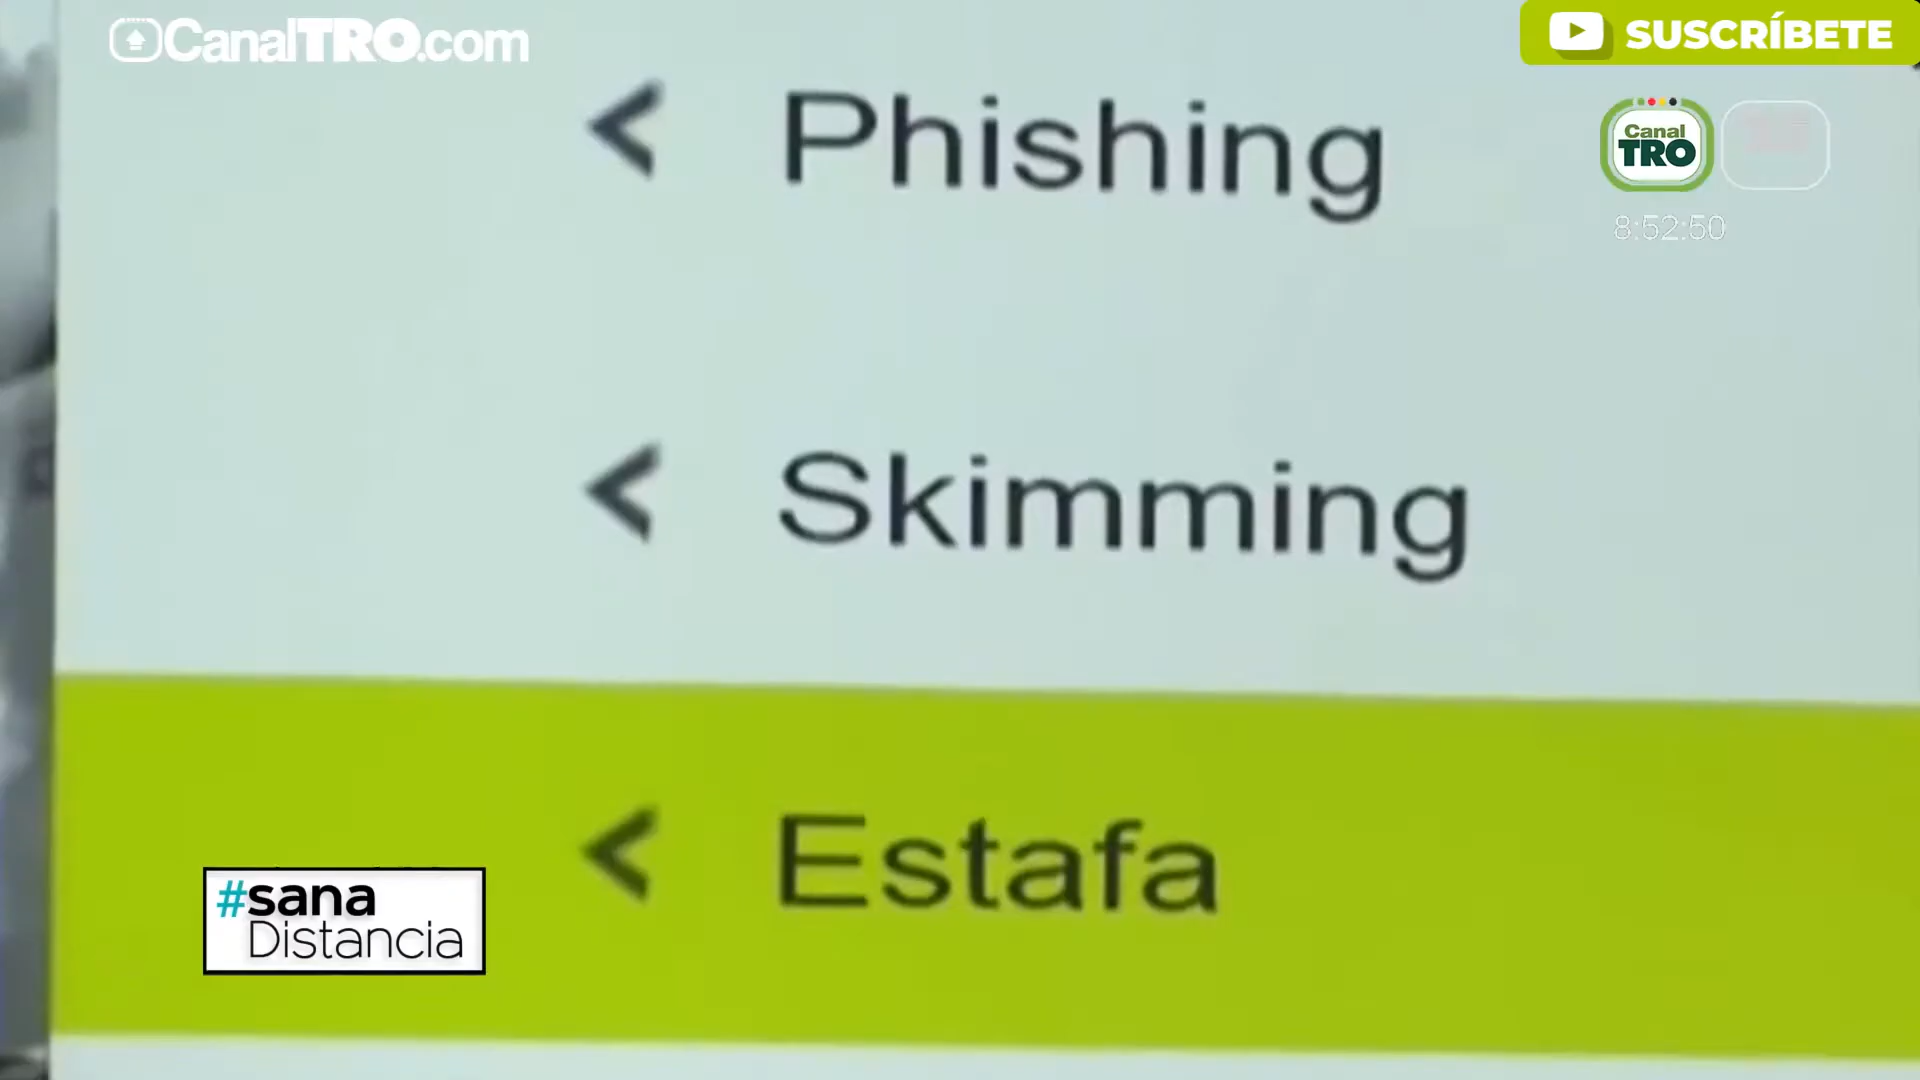 CanalTRO.com
SUSCRÍBETE
Canal
TRO
8:52:50
< Phishing
< Skimming
< Estafa
#sana
Distancia